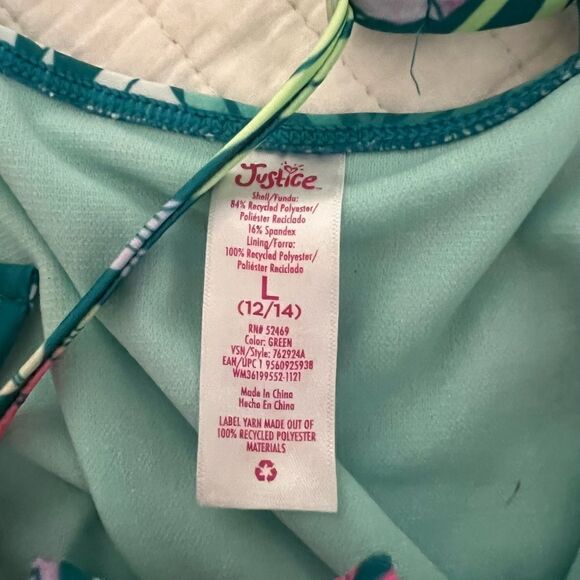 Justice
Shell/Funda:
84% Recycled Polyester/
Poliéster Reciclado
16% Spandex
Lining/Forro:
100% Recycled Polyester/
Poliéster Reciclado
L
(12/14)
RN# 52469
Color: GREEN
VSN/Style: 762924A
EAN/UPC 1 9560925938
WM36199552-1121
Made In China
Hecho En China
LABEL YARN MADE OUT OF
100% RECYCLED POLYESTER
MATERIALS